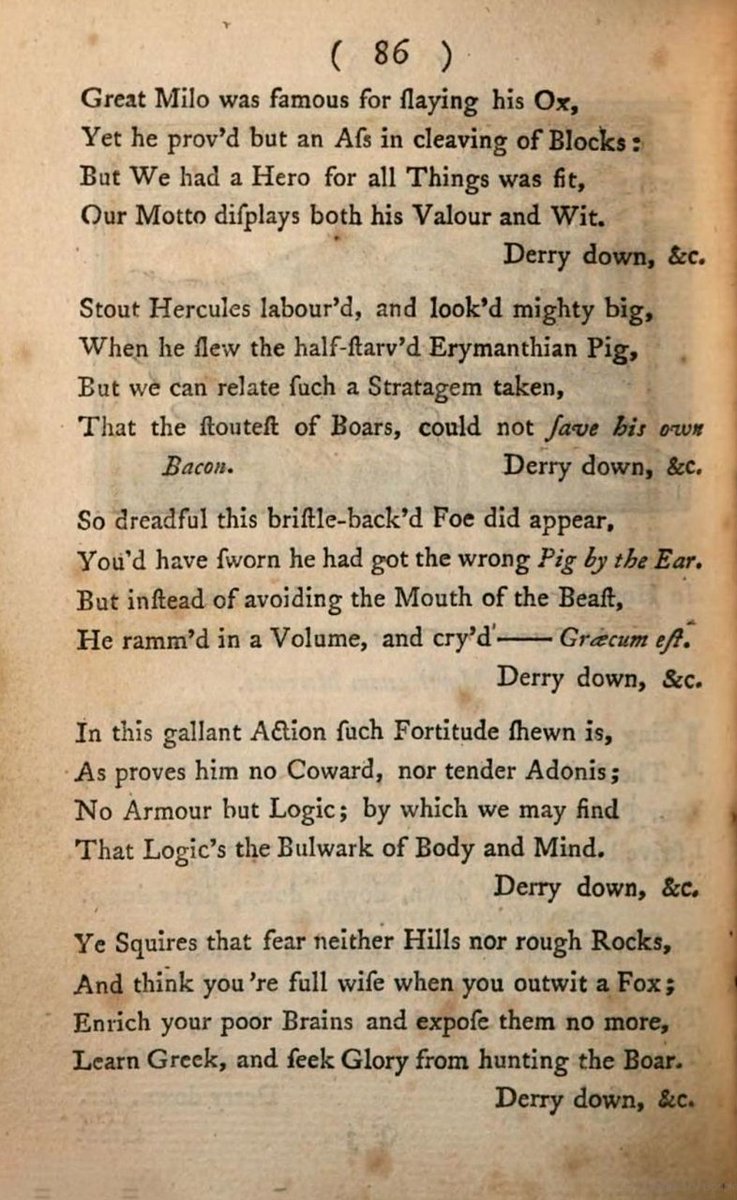 ( 86 )
Great Milo was famous for ſlaying his Ox,
Yet he prov'd but an Aſs in cleaving of Blocks:
But We had a Hero for all Things was fit,
Our Motto diſplays both his Valour and Wit.
Derry down, &c.
Stout Hercules labour'd, and look'd mighty big,
When he ſlew the half-ſtarv'd Erymanthian Pig,
But we can relate ſuch a Stratagem taken,
That the ſtouteſt of Boars, could not ſave his own
Bacon. Derry down, &c.
So dreadful this briſtle-back'd Foe did appear,
You'd have ſworn he had got the wrong Pig by the Ear.
But inſtead of avoiding the Mouth of the Beaſt,
He ramm'd in a Volume, and cry'd—— Græcum eſt.
Derry down, &c.
In this gallant Action ſuch Fortitude ſhewn is,
As proves him no Coward, nor tender Adonis;
No Armour but Logic; by which we may find
That Logic's the Bulwark of Body and Mind.
Derry down, &c.
Ye Squires that fear neither Hills nor rough Rocks,
And think you're full wiſe when you outwit a Fox;
Enrich your poor Brains and expoſe them no more,
Learn Greek, and ſeek Glory from hunting the Boar.
Derry down, &c.